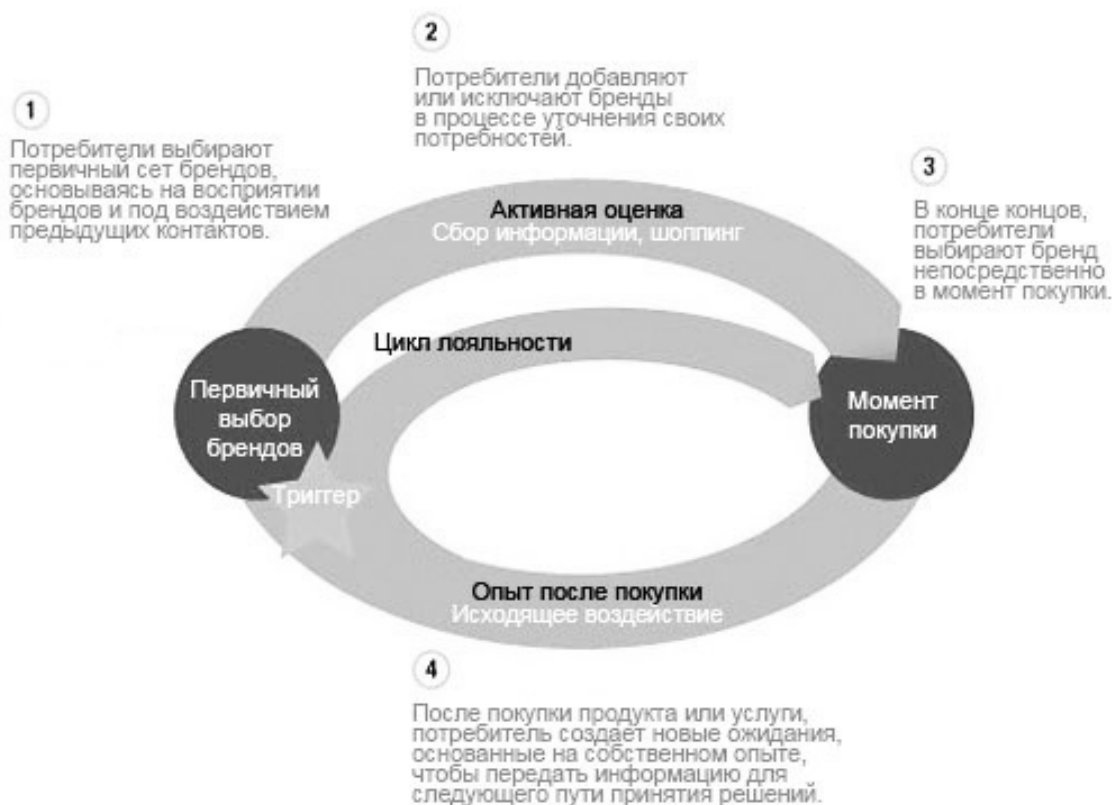 1
Потребители выбирают
первичный сет брендов,
основываясь на восприятии
брендов и под воздействием
предыдущих контактов.
2
Потребители добавляют
или исключают бренды
в процессе уточнения своих
потребностей.
3
В конце концов,
потребители
выбирают бренд
непосредственно
в момент покупки.
Активная оценка
Сбор информации, шоппинг
Цикл лояльности
Первичный
выбор
брендов
Триггер
Момент
покупки
Опыт после покупки
Исходящее воздействие
4
После покупки продукта или услуги,
потребитель создает новые ожидания,
основанные на собственном опыте,
чтобы передать информацию для
следующего пути принятия решений.